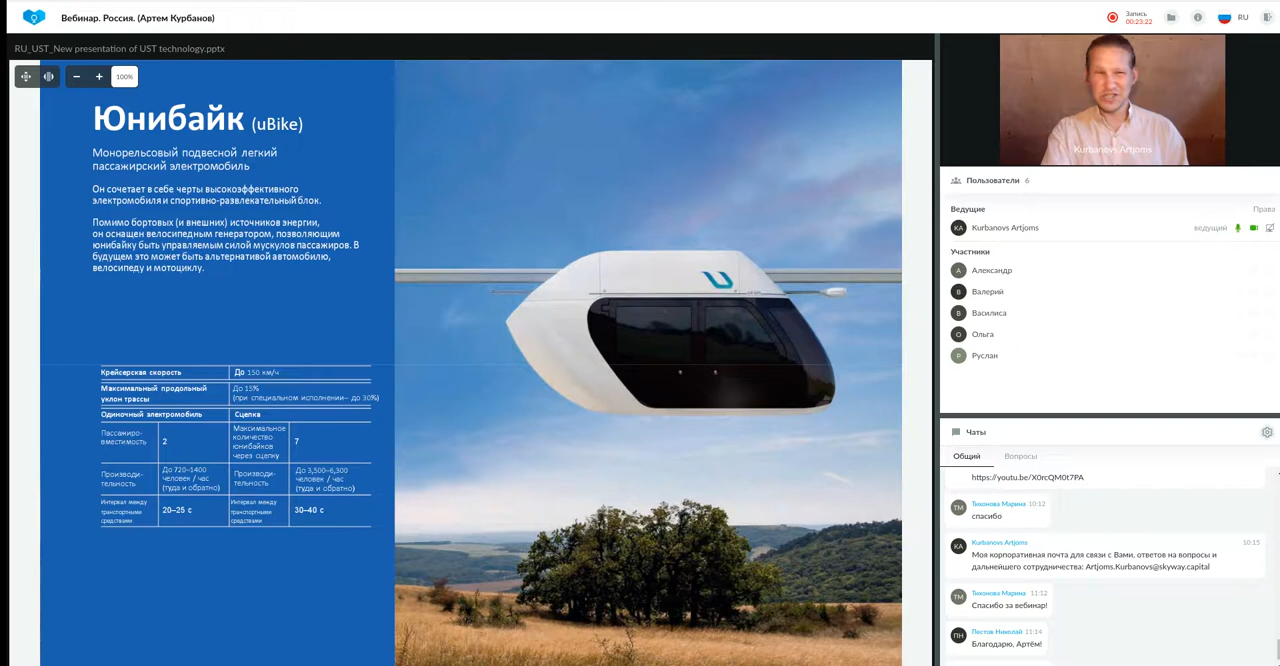 Вебинар. Россия. (Артем Курбанов)
Запись
00:23:22
RU
RU_UST_New presentation of UST technology.pptx
100%
Юнибайк (uBike)
Монорельсовый подвесной легкий
пассажирский электромобиль
Он сочетает в себе черты высокоэффективного
электромобиля и спортивно-развлекательный блок.
Помимо бортовых (и внешних) источников энергии,
он оснащен велосипедным генератором, позволяющим
юнибайку быть управляемым силой мускулов пассажиров. В
будущем это может быть альтернативой автомобилю,
велосипеду и мотоциклу.
Крейсерская скорость До 150 км/ч
Максимальный продольный
уклон трассы
До 15%
(при специальном исполнении– до 30%)
Одиночный электромобиль Сцепка
Пассажиро-
вместимость
2
Максимальное
количество
юнибайков
через сцепку
7
Производи-
тельность
До 720–1400
человек / час
(туда и обратно)
Производи-
тельность
До 3,500–6,300
человек / час
(туда и обратно)
Интервал между
транспортными
средствами
20–25 с
Интервал между
транспортными
средствами
30–40 с
U
Kurbanovs Artjoms
Пользователи 6
Ведущие Права
KA Kurbanovs Artjoms ведущий
Участники
А Александр
В Валерий
В Василиса
О Ольга
Р Руслан
Чаты
Общий Вопросы
https://youtu.be/X0rcQM0t7PA
ТМ Тихонова Марина 10:12
спасибо
KA Kurbanovs Artjoms 10:15
Моя корпоративная почта для связи с Вами, ответов на вопросы и
дальнейшего сотрудничества: Artjoms.Kurbanovs@skyway.capital
ТМ Тихонова Марина 11:12
Спасибо за вебинар!
ПН Пестов Николай 11:14
Благодарю, Артём!